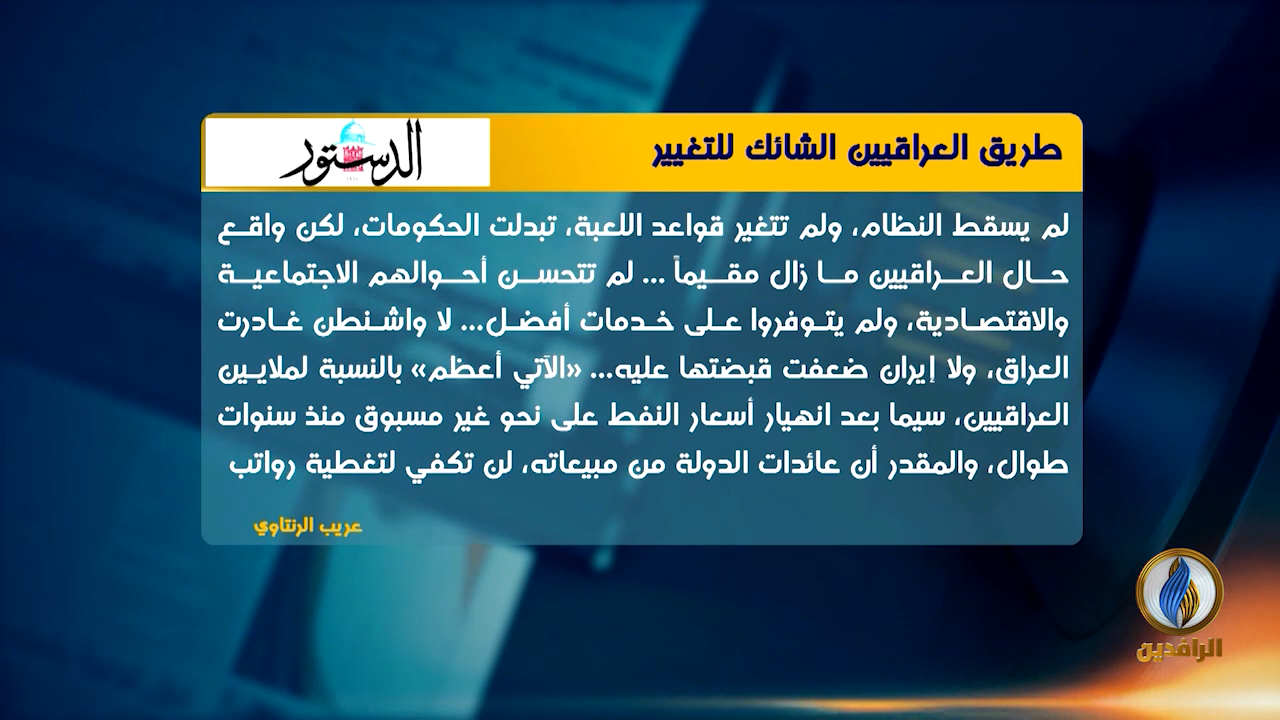 طريق العراقيين الشائك للتغيير
الدستور
لم يسقط النظام، ولم تتغير قواعد اللعبة، تبدلت الحكومات، لكن واقع
حال العراقيين ما زال مقيماً ... لم تتحسن أحوالهم الاجتماعية
والاقتصادية، ولم يتوفروا على خدمات أفضل... لا واشنطن غادرت
العراق، ولا إيران ضعفت قبضتها عليه... «الآتي أعظم» بالنسبة لملايين
العراقيين، سيما بعد انهيار أسعار النفط على نحو غير مسبوق منذ سنوات
طوال، والمقدر أن عائدات الدولة من مبيعاته، لن تكفي لتغطية رواتب
عريب الرنتاوي
الرافدين